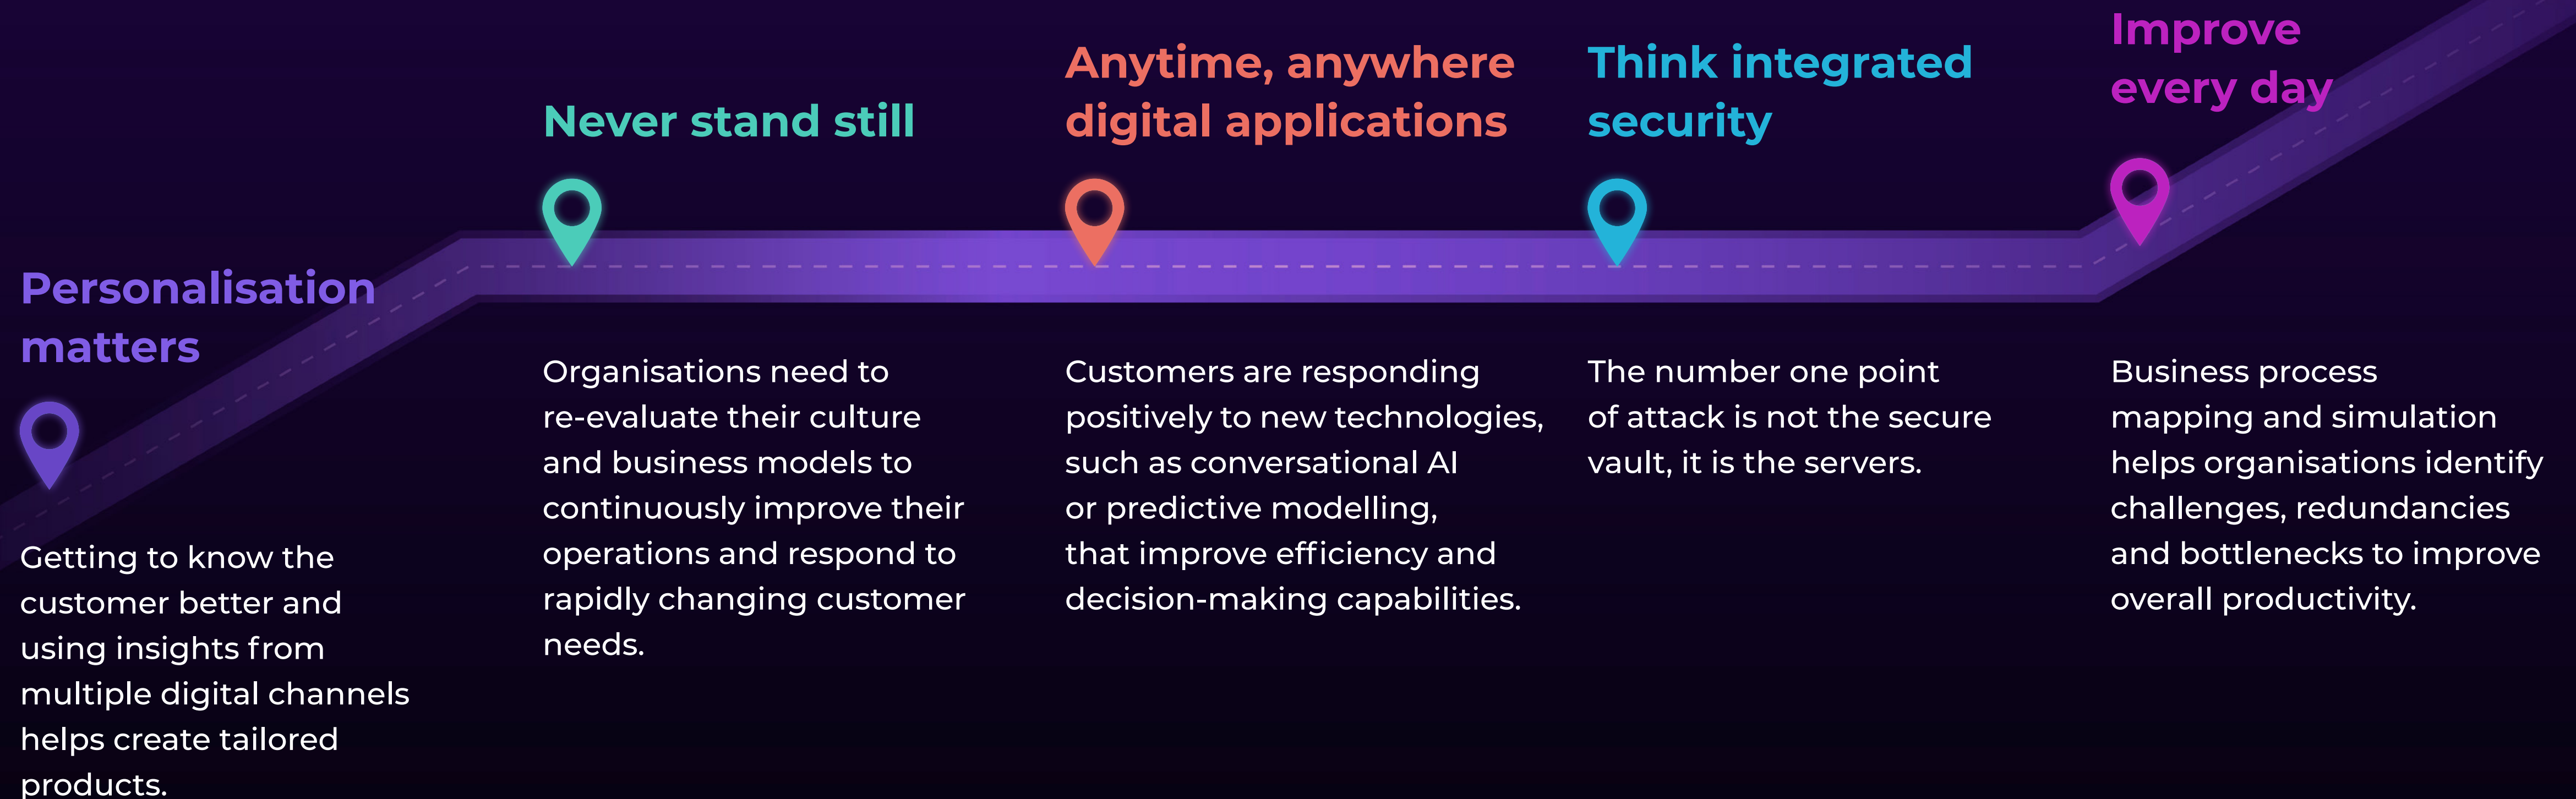 Personalisation
matters
Getting to know the
customer better and
using insights from
multiple digital channels
helps create tailored
products.
Never stand still
Organisations need to
re-evaluate their culture
and business models to
continuously improve their
operations and respond to
rapidly changing customer
needs.
Anytime, anywhere
digital applications
Customers are responding
positively to new technologies,
such as conversational AI
or predictive modelling,
that improve efficiency and
decision-making capabilities.
Think integrated
security
The number one point
of attack is not the secure
vault, it is the servers.
Improve
every day
Business process
mapping and simulation
helps organisations identify
challenges, redundancies
and bottlenecks to improve
overall productivity.